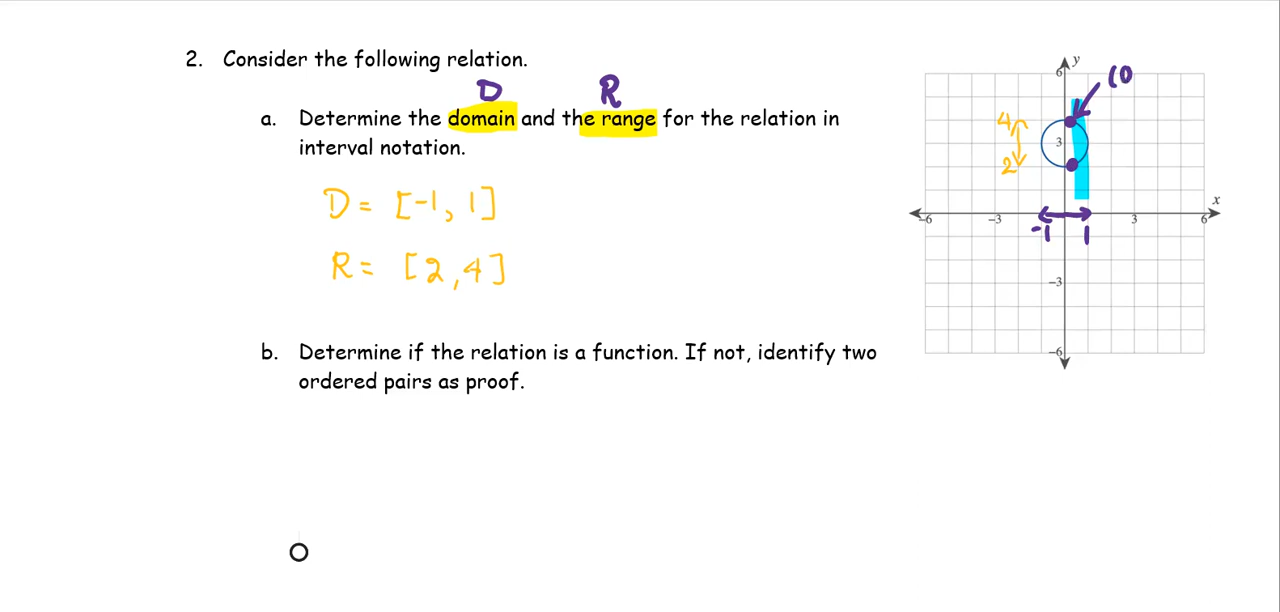 2. Consider the following relation.
D R
a. Determine the domain and the range for the relation in
interval notation.
D = [-1, 1]
R = [2, 4]
b. Determine if the relation is a function. If not, identify two
ordered pairs as proof.
y
6
(0
4
3
2
x
-6 -3 3 6
-1 1
-3
-6